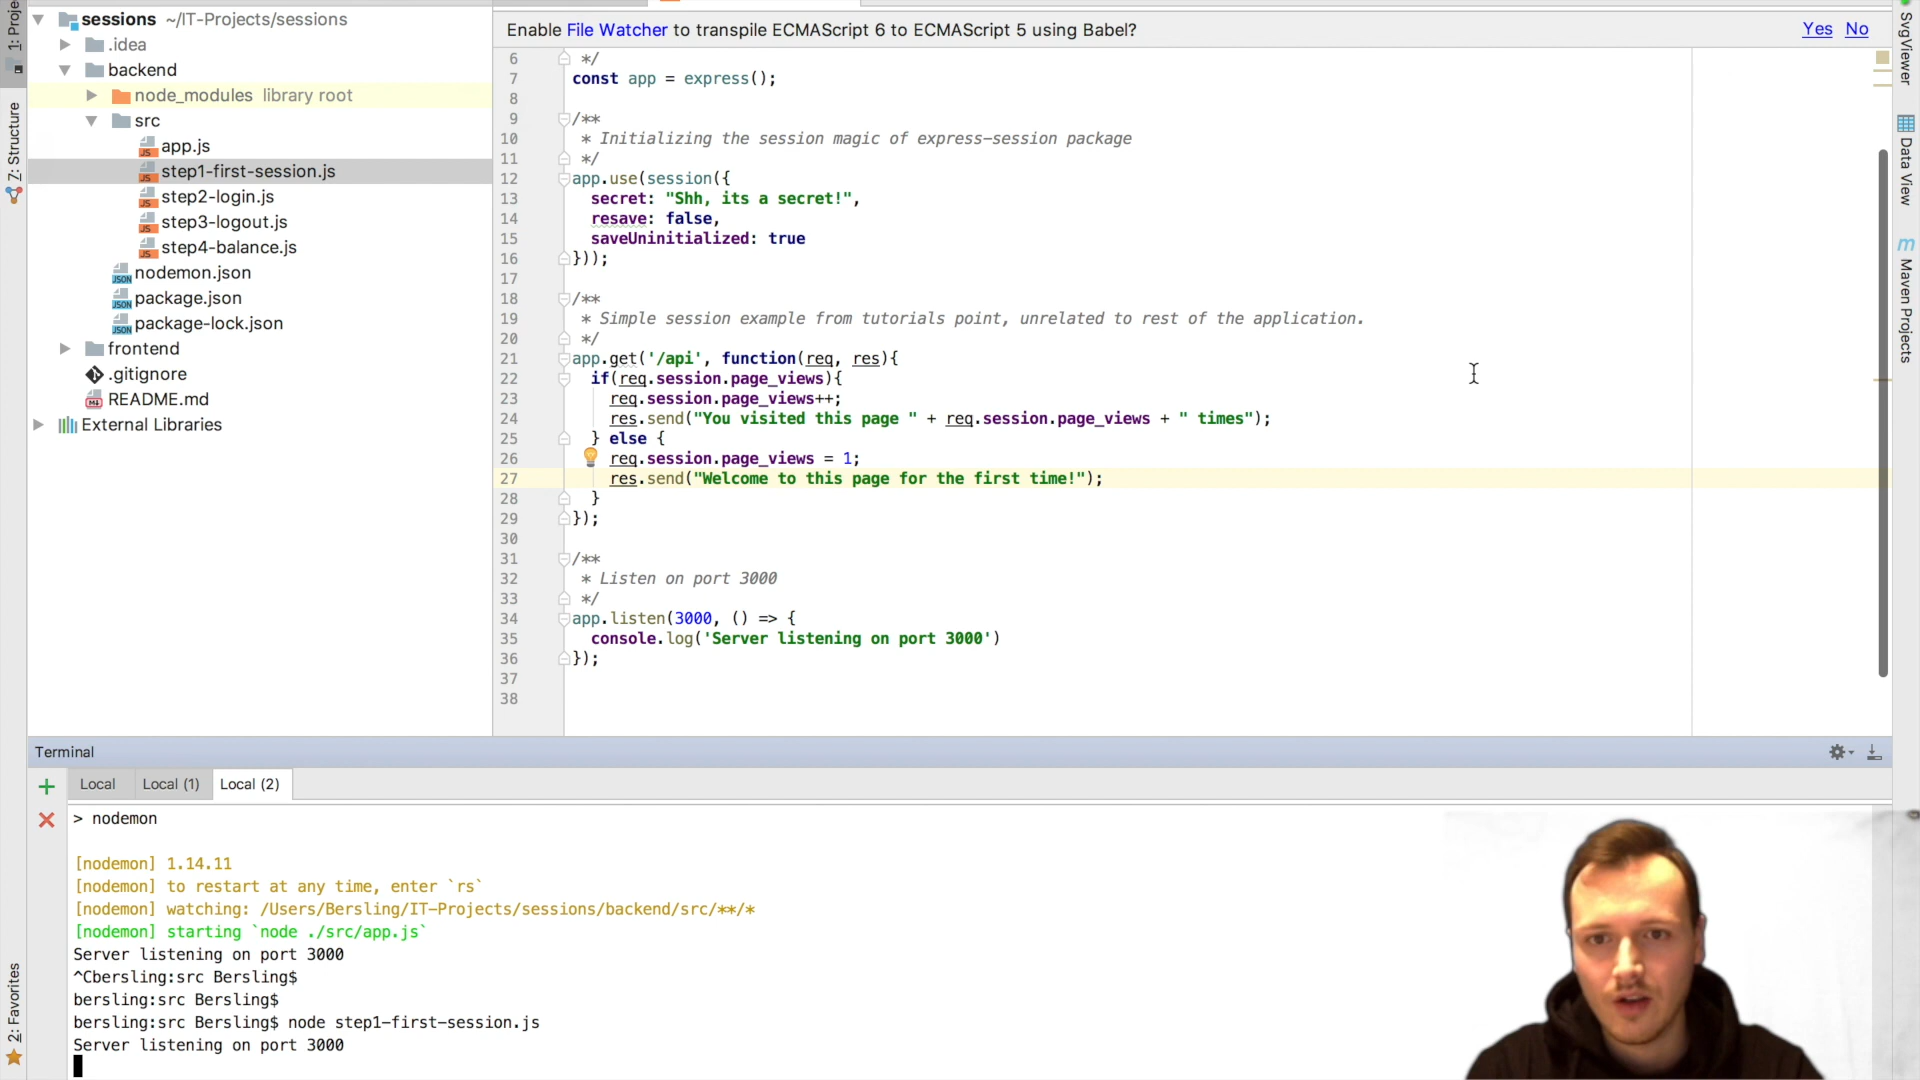 1: Proje
Z: Structure
2: Favorites
sessions ~/IT-Projects/sessions
.idea
backend
node_modules library root
src
app.js
step1-first-session.js
step2-login.js
step3-logout.js
step4-balance.js
nodemon.json
package.json
package-lock.json
frontend
.gitignore
README.md
External Libraries
Enable File Watcher to transpile ECMAScript 6 to ECMAScript 5 using Babel?
Yes No
6 */
7 const app = express();
8
9 /**
10 * Initializing the session magic of express-session package
11 */
12 app.use(session({
13 secret: "Shh, its a secret!",
14 resave: false,
15 saveUninitialized: true
16 }));
17
18 /**
19 * Simple session example from tutorials point, unrelated to rest of the application.
20 */
21 app.get('/api', function(req, res){
22 if(req.session.page_views){
23 req.session.page_views++;
24 res.send("You visited this page " + req.session.page_views + " times");
25 } else {
26 req.session.page_views = 1;
27 res.send("Welcome to this page for the first time!");
28 }
29 });
30
31 /**
32 * Listen on port 3000
33 */
34 app.listen(3000, () => {
35 console.log('Server listening on port 3000')
36 });
37
38
SvgViewer
Data View
m Maven Projects
Terminal
Local Local (1) Local (2)
> nodemon
[nodemon] 1.14.11
[nodemon] to restart at any time, enter `rs`
[nodemon] watching: /Users/Bersling/IT-Projects/sessions/backend/src/**/*
[nodemon] starting `node ./src/app.js`
Server listening on port 3000
^Cbersling:src Bersling$
bersling:src Bersling$
bersling:src Bersling$ node step1-first-session.js
Server listening on port 3000